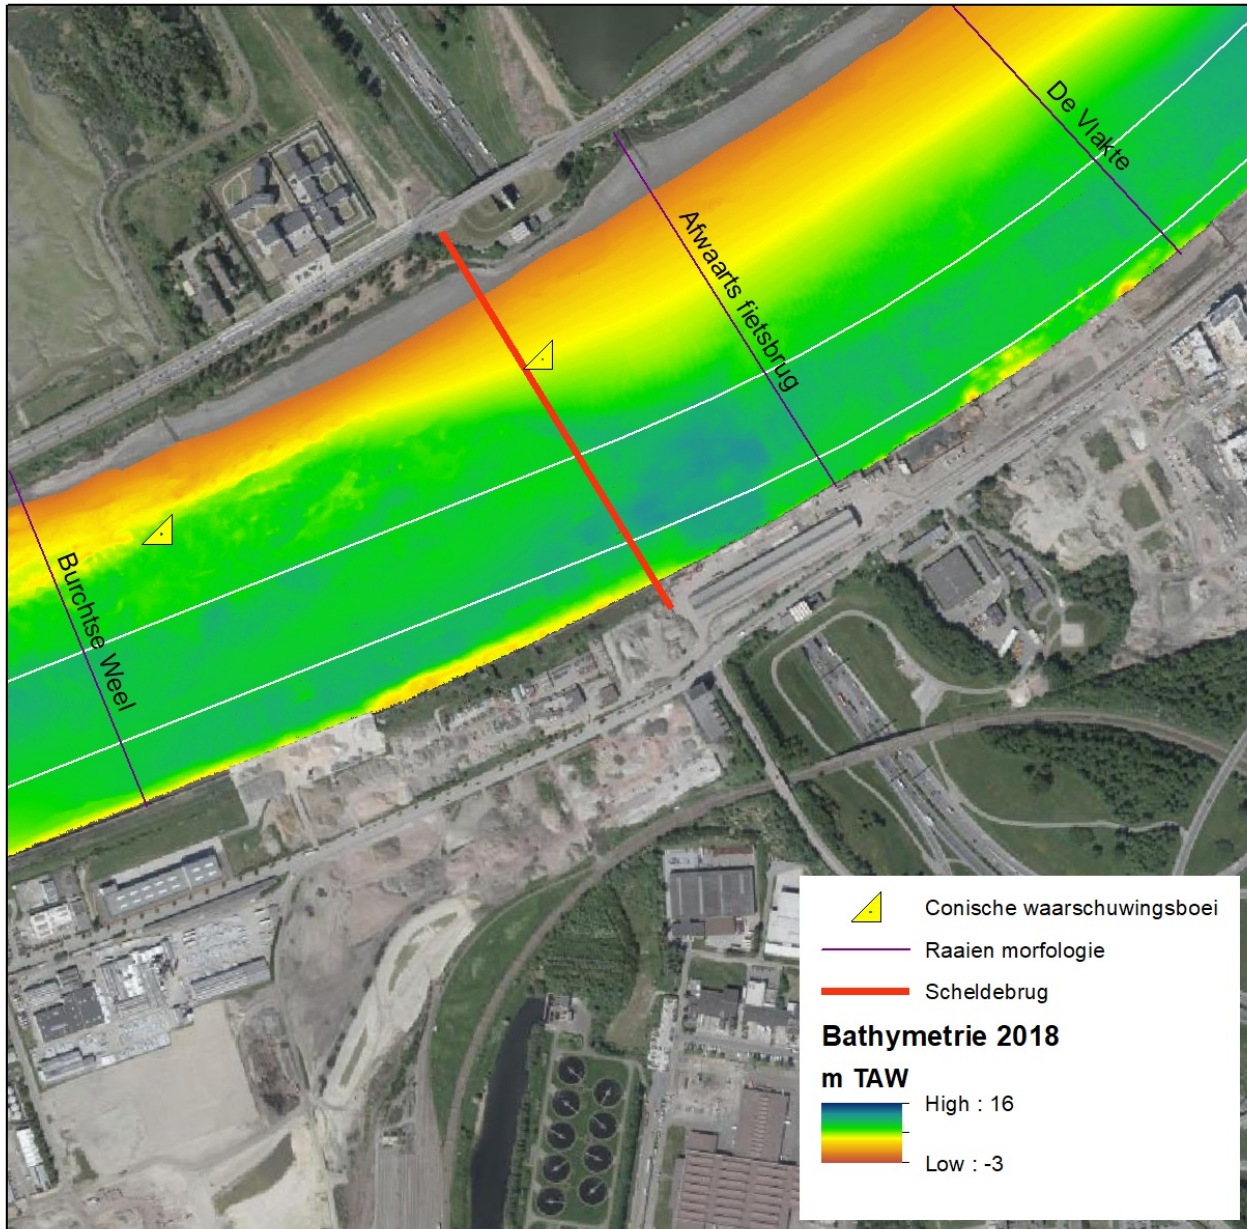 De Vlakte
Afwaarts fietsbrug
Burchtse Weel
Conische waarschuwingsboei
Raaien morfologie
Scheldebrug
Bathymetrie 2018
m TAW
High : 16
Low : -3